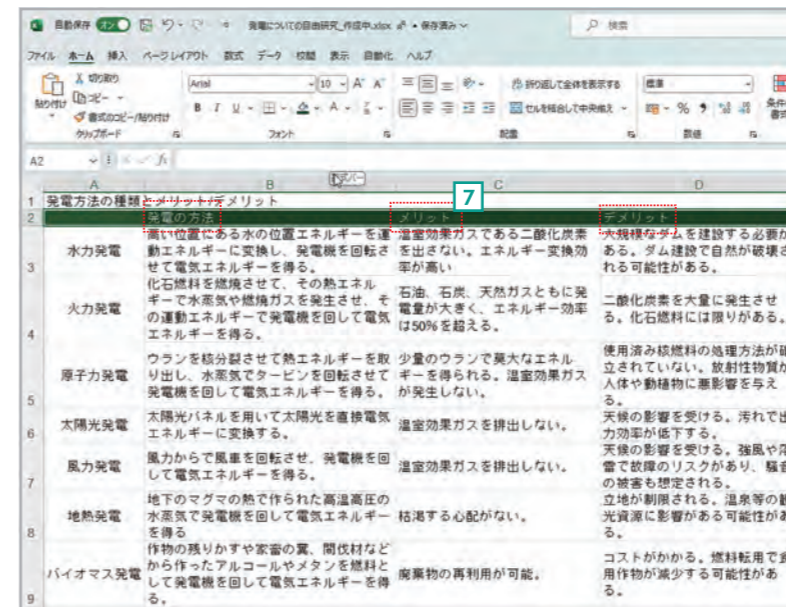 自動保存 オン 発電についての自由研究_作成中.xlsx • 保存済み
検索
ファイル ホーム 挿入 ページレイアウト 数式 データ 校閲 表示 自動化 ヘルプ
貼り付け
切り取り
コピー
書式のコピー/貼り付け
クリップボード
Arial 10
B I U
フォント
折り返して全体を表示する
セルを結合して中央揃え
配置
標準
数値
条件付
書式
A2 fx
数式バー
A B C D
7
1 発電方法の種類とメリット/デメリット
2 発電の方法 メリット デメリット
3 水力発電
高い位置にある水の位置エネルギーを運
動エネルギーに変換し、発電機を回転さ
せて電気エネルギーを得る。
温室効果ガスである二酸化炭素
を出さない。エネルギー変換効
率が高い
大規模なダムを建設する必要が
ある。ダム建設で自然が破壊さ
れる可能性がある。
4 火力発電
化石燃料を燃焼させて、その熱エネル
ギーで水蒸気や燃焼ガスを発生させ、そ
の運動エネルギーで発電機を回して電気
エネルギーを得る。
石油、石炭、天然ガスともに発
電量が大きく、エネルギー効率
は50%を超える。
二酸化炭素を大量に発生させ
る。化石燃料には限りがある。
5 原子力発電
ウランを核分裂させて熱エネルギーを取
り出し、水蒸気でタービンを回転させて
発電機を回して電気エネルギーを得る。
少量のウランで莫大なエネル
ギーを得られる。温室効果ガス
が発生しない。
使用済み核燃料の処理方法が確
立されていない。放射性物質が
人体や動植物に悪影響を与え
る。
6 太陽光発電
太陽光パネルを用いて太陽光を直接電気
エネルギーに変換する。
温室効果ガスを排出しない。
天候の影響を受ける。汚れで出
力効率が低下する。
7 風力発電
風力からで風車を回転させ、発電機を回
して電気エネルギーを得る。
温室効果ガスを排出しない。
天候の影響を受ける。強風や落
雷で故障のリスクがあり、騒音
の被害も想定される。
8 地熱発電
地下のマグマの熱で作られた高温高圧の
水蒸気で発電機を回して電気エネルギー
を得る
枯渇する心配がない。
立地が制限される。温泉等の観
光資源に影響がある可能性があ
る。
9 バイオマス発電
作物の残りかすや家畜の糞、間伐材など
から作ったアルコールやメタンを燃料と
して発電機を回して電気エネルギーを得
る。
廃棄物の再利用が可能。
コストがかかる。燃料転用で食
用作物が減少する可能性があ
る。